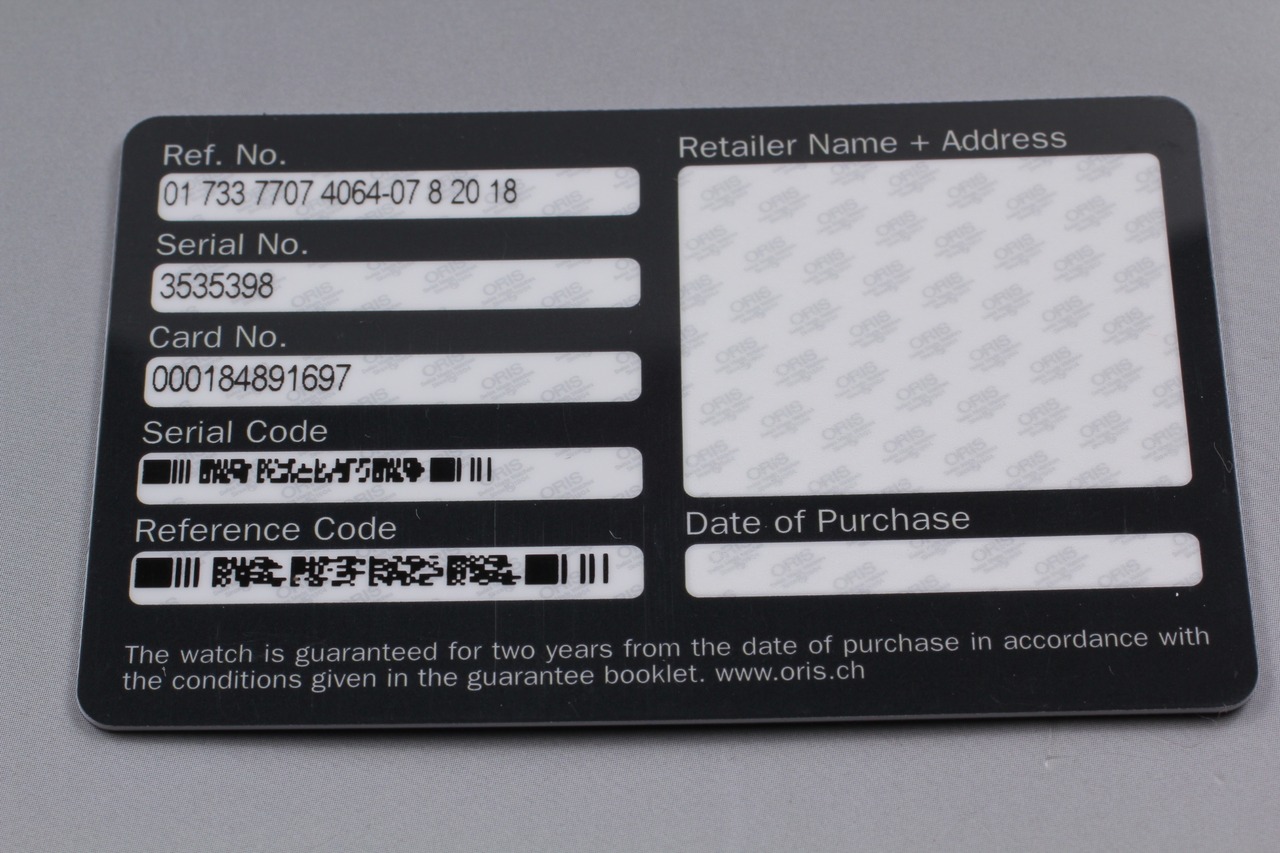 Ref. No.
01 733 7707 4064-07 8 20 18
Serial No.
3535398
Card No.
000184891697
Serial Code
Reference Code
Retailer Name + Address
ORIS
Date of Purchase
The watch is guaranteed for two years from the date of purchase in accordance with
the conditions given in the guarantee booklet. www.oris.ch